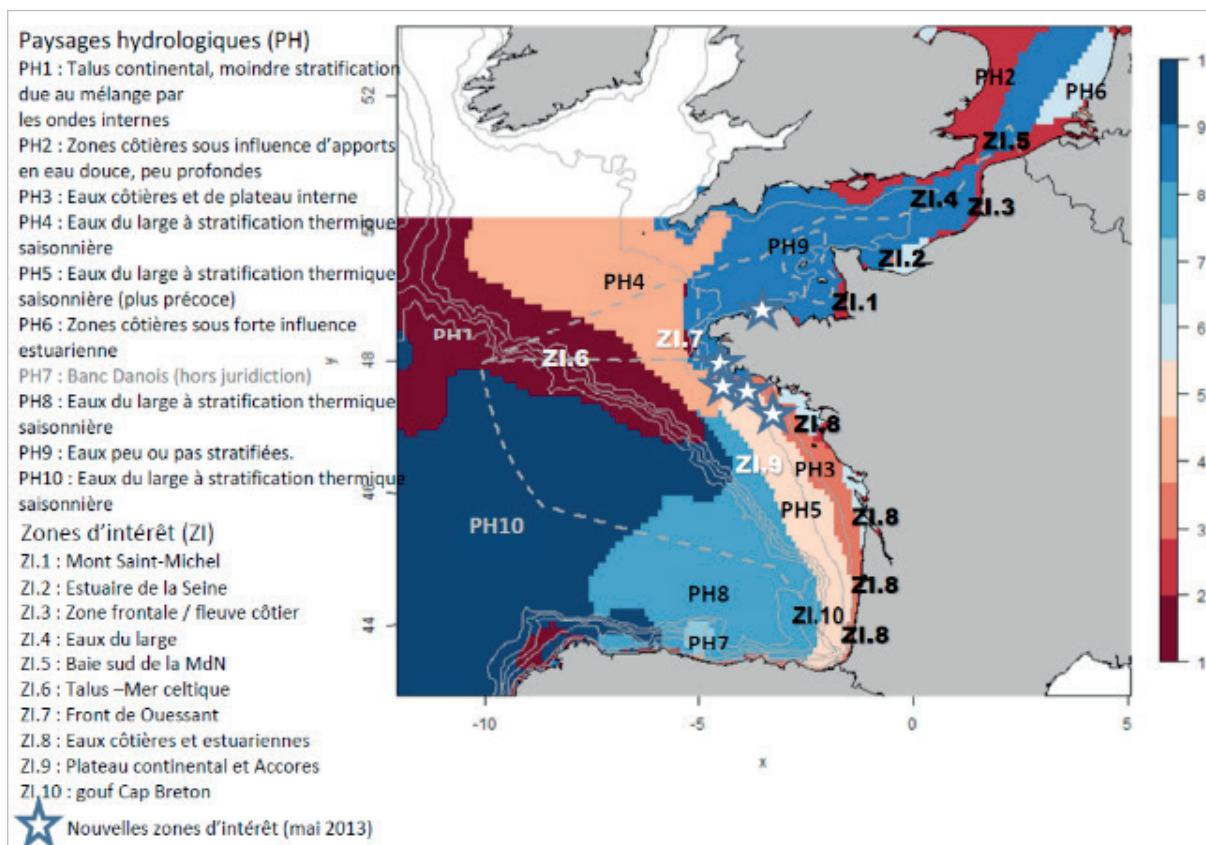 Paysages hydrologiques (PH)
PH1 : Talus continental, moindre stratification
due au mélange par
les ondes internes
PH2 : Zones côtières sous influence d'apports
en eau douce, peu profondes
PH3 : Eaux côtières et de plateau interne
PH4 : Eaux du large à stratification thermique
saisonnière
PH5 : Eaux du large à stratification thermique
saisonnière (plus précoce)
PH6 : Zones côtières sous forte influence
estuarienne
PH7 : Banc Danois (hors juridiction)
PH8 : Eaux du large à stratification thermique
saisonnière
PH9 : Eaux peu ou pas stratifiées.
PH10 : Eaux du large à stratification thermique
saisonnière
Zones d'intérêt (ZI)
ZI.1 : Mont Saint-Michel
ZI.2 : Estuaire de la Seine
ZI.3 : Zone frontale / fleuve côtier
ZI.4 : Eaux du large
ZI.5 : Baie sud de la MdN
ZI.6 : Talus –Mer celtique
ZI.7 : Front de Ouessant
ZI.8 : Eaux côtières et estuariennes
ZI.9 : Plateau continental et Accores
ZI.10 : gouf Cap Breton
Nouvelles zones d'intérêt (mai 2013)
PH2
PH6
ZI.5
ZI.4
ZI.3
PH9
ZI.2
PH4
ZI.1
PH1
ZI.7
ZI.6
ZI.8
ZI.9
PH3
PH5
ZI.8
PH10
ZI.8
PH8
ZI.10
ZI.8
PH7
52
48
46
44
y
-10
-5
0
5
x
9
8
7
6
5
4
3
2
1